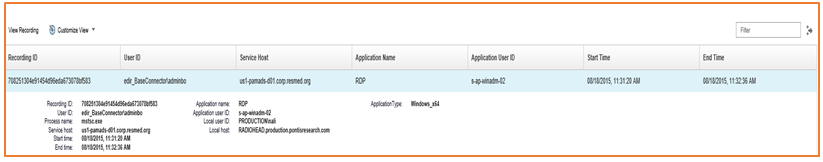 View Recording Customize View Filter
Recording ID User ID Service Host Application Name Application User ID Start Time End Time
708251304e91454d96eda673078bf583 edir_BaseConnector\adminbo us1-pamads-d01.corp.resmed.org RDP s-ap-winadm-02 08/18/2015, 11:31:20 AM 08/18/2015, 11:32:36 AM
Recording ID: 708251304e91454d96eda673078bf583 Application name: RDP ApplicationType: Windows_x64
User ID: edir_BaseConnector\adminbo Application user ID: s-ap-winadm-02
Process name: mstsc.exe Local user ID: PRODUCTION\nali
Service host: us1-pamads-d01.corp.resmed.org Local host: RADIOHEAD.production.pontisresearch.com
Start time: 08/18/2015, 11:31:20 AM
End time: 08/18/2015, 11:32:36 AM